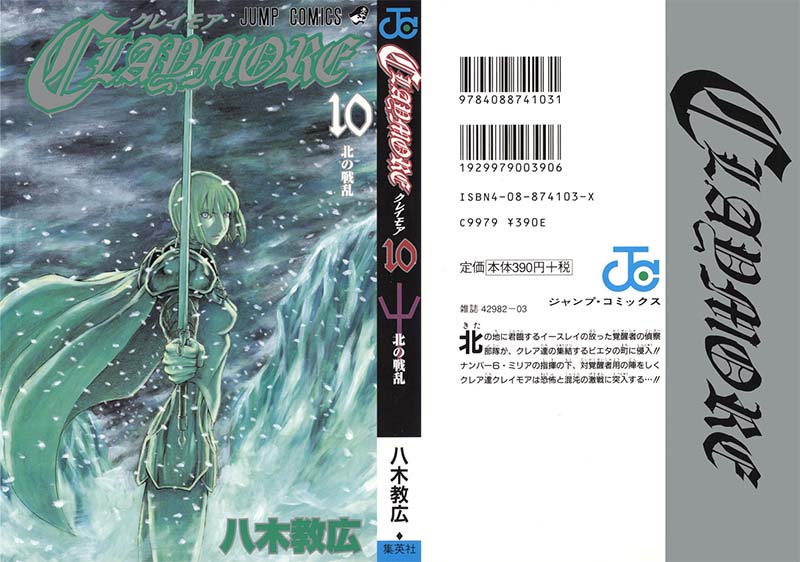 JUMP COMICS
クレイモア
CLAYMORE
10
北の戦乱
八木教広
JC
CLAYMORE
クレイモア
10
北の戦乱
八木教広
集英社
9784088741031
1929979003906
ISBN4-08-874103-X
C9979 ¥390E
定価 本体390円+税
JC
ジャンプ・コミックス
雑誌 42982-03
北の地に君臨するイースレイの放った覚醒者の偵察
部隊が、クレア達の集結するピエタの町に侵入!!
ナンバー6・ミリアの指揮の下、対覚醒者用の陣をしく
クレア達クレイモアは恐怖と混沌の激戦に突入する…!!
CLAYMORE